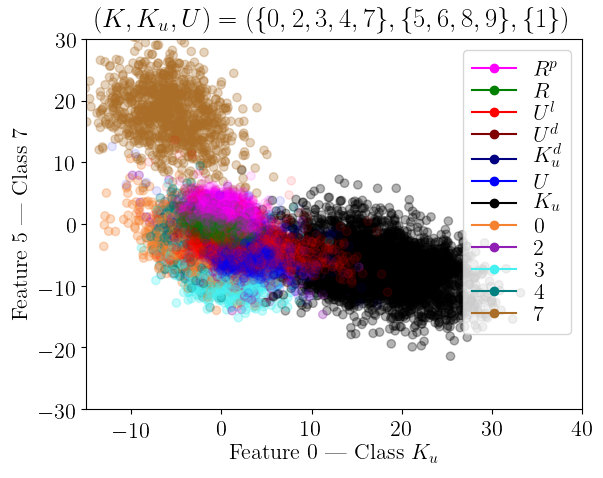 (K, K_u, U) = ({0, 2, 3, 4, 7}, {5, 6, 8, 9}, {1})
30
20
10
0
−10
−20
−30
Feature 5 — Class 7
−10 0 10 20 30 40
Feature 0 — Class K_u
R^p
R
U^l
U^d
K_u^d
U
K_u
0
2
3
4
7